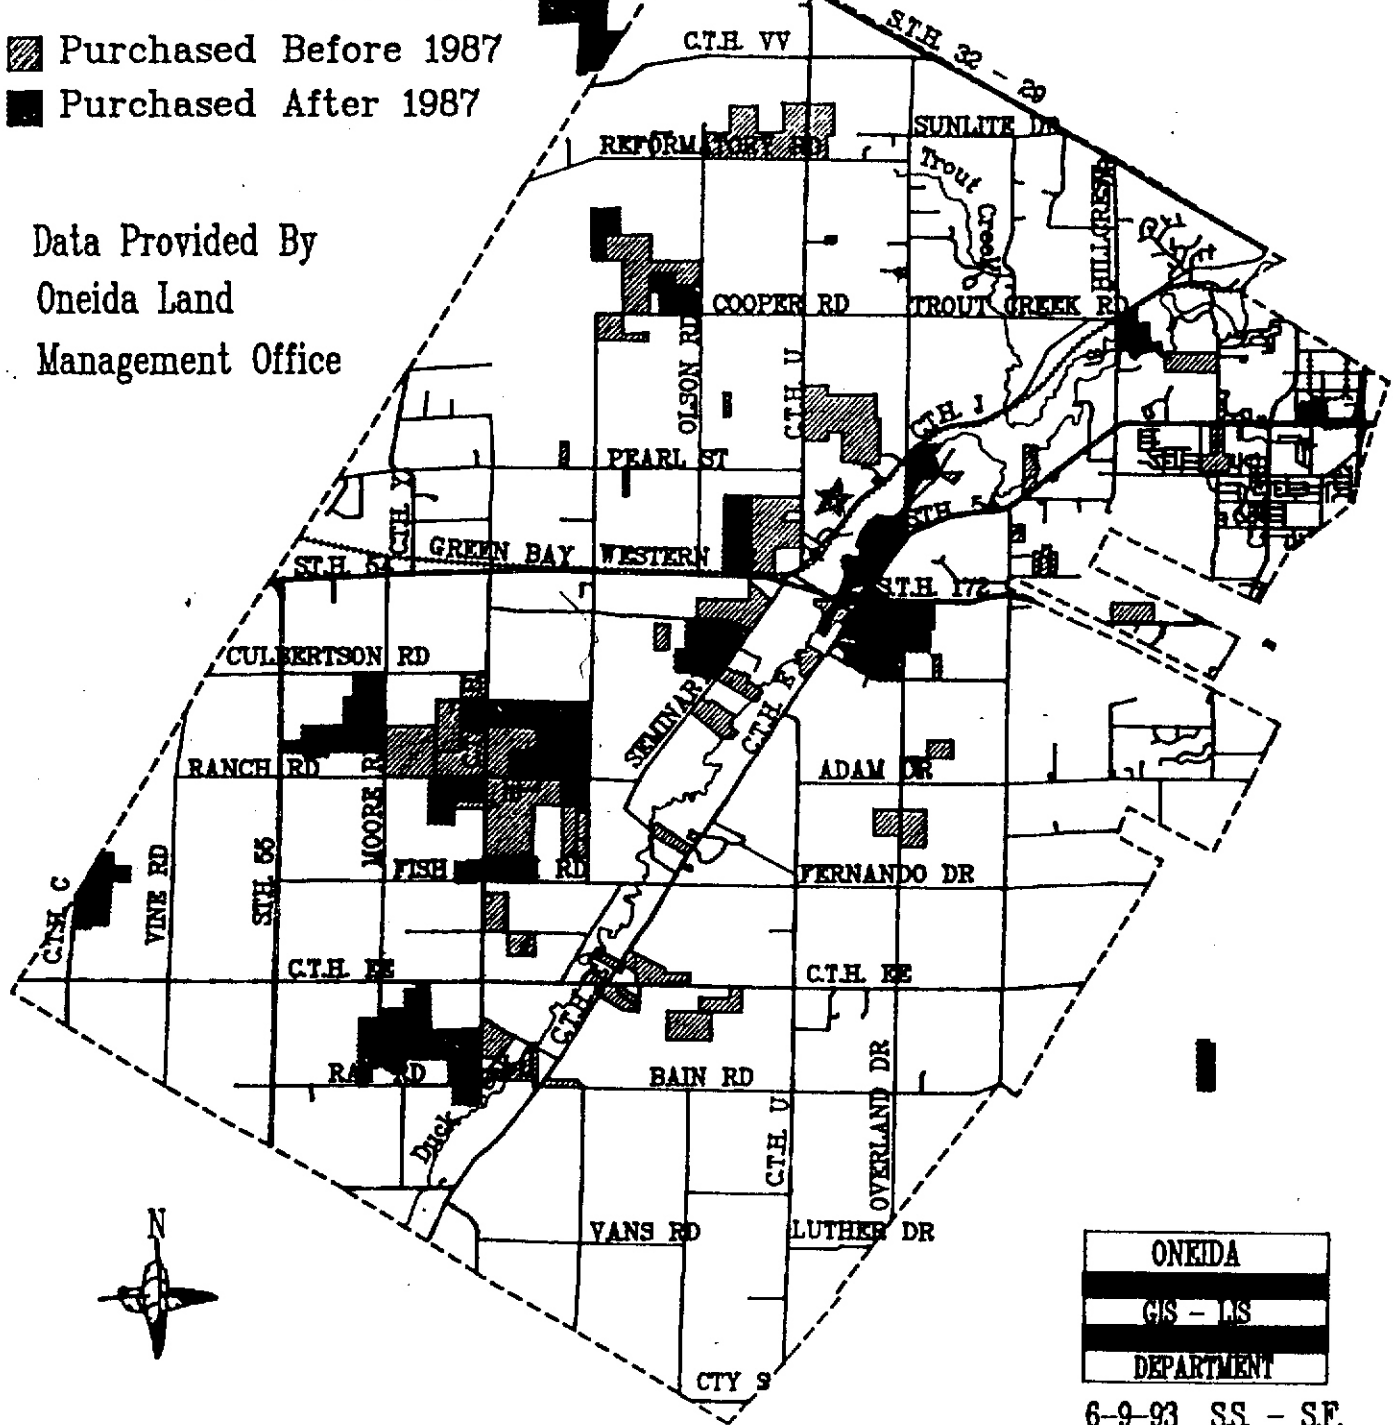 Purchased Before 1987
Purchased After 1987
Data Provided By
Oneida Land
Management Office
C.T.H. VV
S.T.H. 32 - 29
SUNLITE DR
REFORMATORY RD
Trout
Creek
HILLCREST
COOPER RD
TROUT CREEK RD
OLSON RD
C.T.H. U
C.T.H. J
PEARL ST
C.T.H. Y
GREEN BAY WESTERN
S.T.H. 54
S.T.H. 54
S.T.H. 172
CULBERTSON RD
SEMINARY
C.T.H. E
RANCH RD
MOORE R
ADAM DR
VINE RD
STH. 55
FISH RD
FERNANDO DR
C.T.H. C
C.T.H. EE
C.T.H. EE
C.T.H.
RAY RD
BAIN RD
OVERLAND DR
Duck
C.T.H. U
VANS RD
LUTHER DR
CTY S
N
ONEIDA
GIS - LIS
DEPARTMENT
6-9-93 S.S. - S.F.